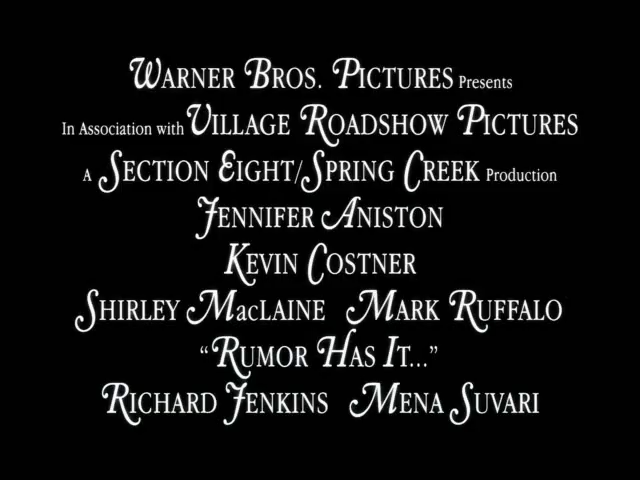 WARNER BROS. PICTURES Presents
In Association with VILLAGE ROADSHOW PICTURES
A SECTION EIGHT/SPRING CREEK Production
JENNIFER ANISTON
KEVIN COSTNER
SHIRLEY MACLAINE MARK RUFFALO
“RUMOR HAS IT...”
RICHARD JENKINS MENA SUVARI